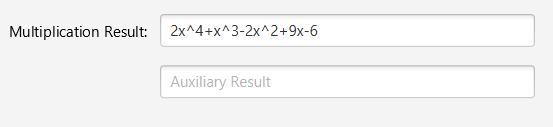 Multiplication Result: 2x^4+x^3-2x^2+9x-6
Auxiliary Result